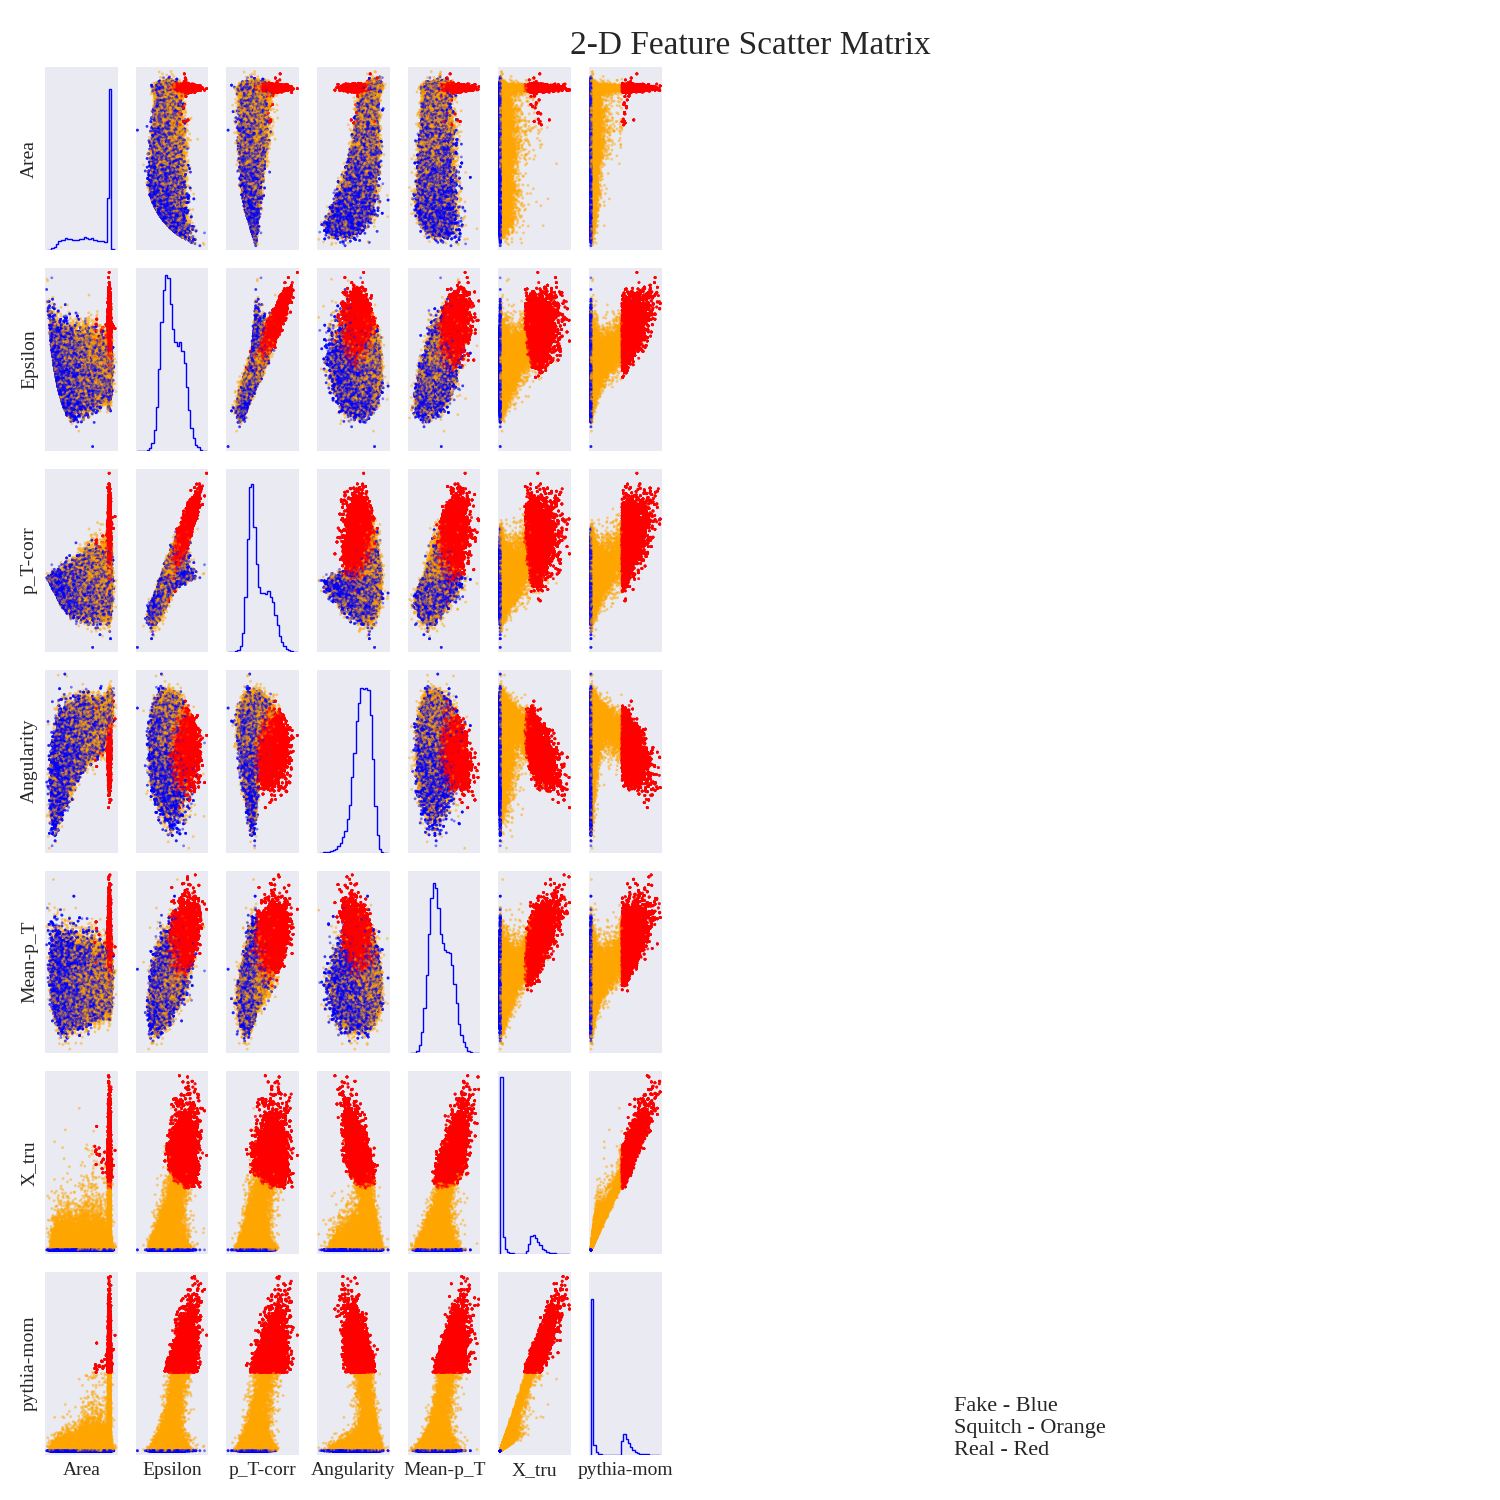 2-D Feature Scatter Matrix
Area
Epsilon
p_T-corr
Angularity
Mean-p_T
X_tru
pythia-mom
Area Epsilon p_T-corr Angularity Mean-p_T X_tru pythia-mom
Fake - Blue
Squitch - Orange
Real - Red